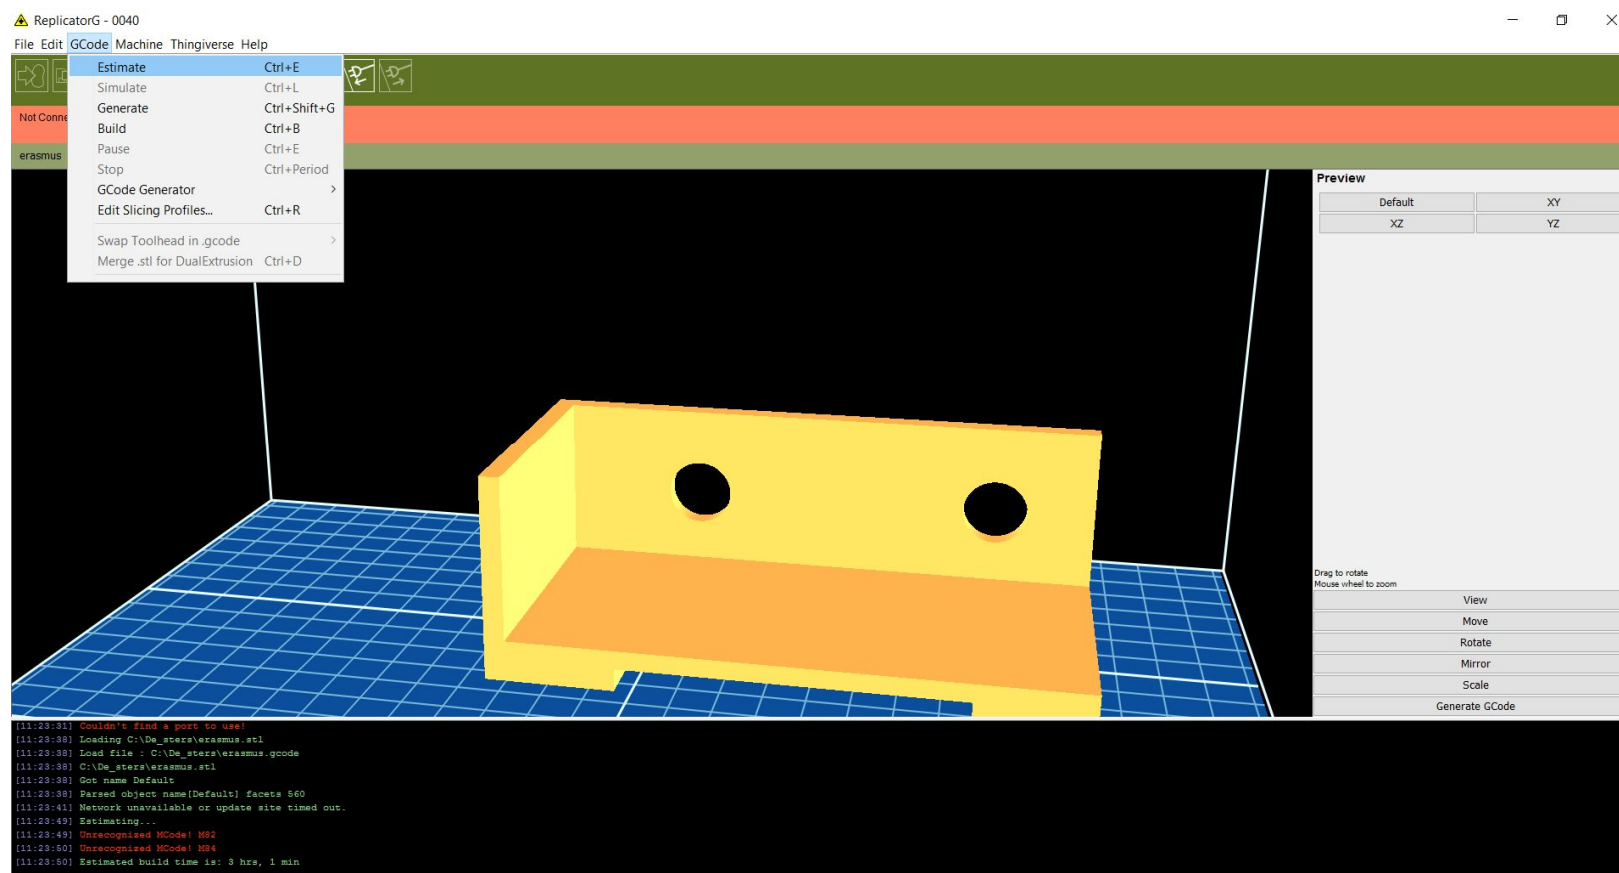 ReplicatorG - 0040
File Edit GCode Machine Thingiverse Help
Estimate Ctrl+E
Simulate Ctrl+L
Generate Ctrl+Shift+G
Not Conne
Build Ctrl+B
Pause Ctrl+E
erasmus
Stop Ctrl+Period
GCode Generator
Edit Slicing Profiles... Ctrl+R
Swap Toolhead in .gcode
Merge .stl for DualExtrusion Ctrl+D
Preview
Default XY
XZ YZ
Drag to rotate
Mouse wheel to zoom
View
Move
Rotate
Mirror
Scale
Generate GCode
[11:23:31] Couldn't find a port to use!
[11:23:38] Loading C:\De_sters\erasmus.stl
[11:23:38] Load file : C:\De_sters\erasmus.gcode
[11:23:38] C:\De_sters\erasmus.stl
[11:23:38] Got name Default
[11:23:38] Parsed object name[Default] facets 560
[11:23:41] Network unavailable or update site timed out.
[11:23:49] Estimating...
[11:23:49] Unrecognized MCode! M82
[11:23:50] Unrecognized MCode! M84
[11:23:50] Estimated build time is: 3 hrs, 1 min